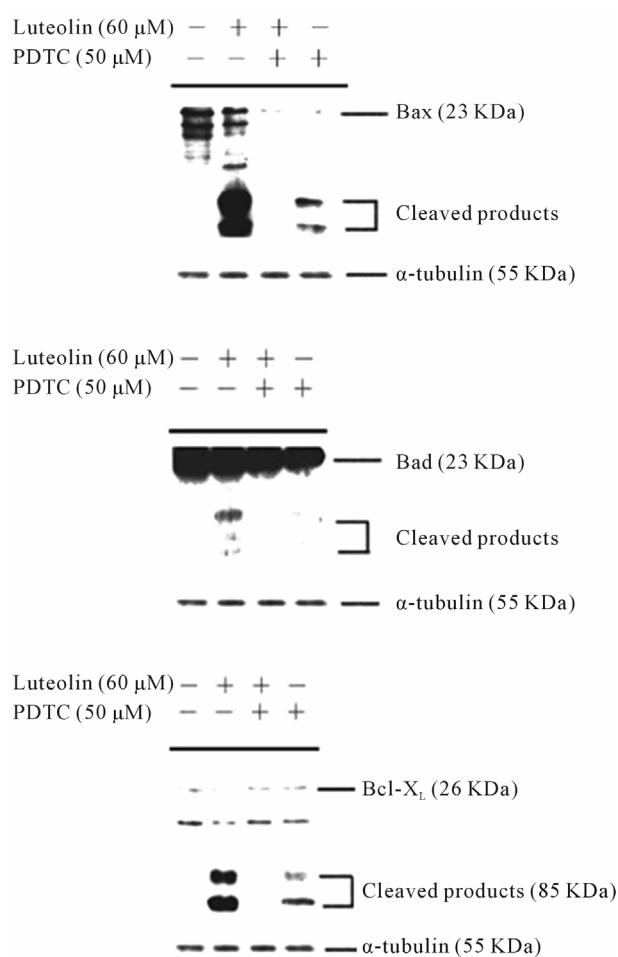 Luteolin (60 μM) − + + −
PDTC (50 μM) − − + +
Bax (23 KDa)
Cleaved products
α-tubulin (55 KDa)
Luteolin (60 μM) − + + −
PDTC (50 μM) − − + +
Bad (23 KDa)
Cleaved products
α-tubulin (55 KDa)
Luteolin (60 μM) − + + −
PDTC (50 μM) − − + +
Bcl-XL (26 KDa)
Cleaved products (85 KDa)
α-tubulin (55 KDa)